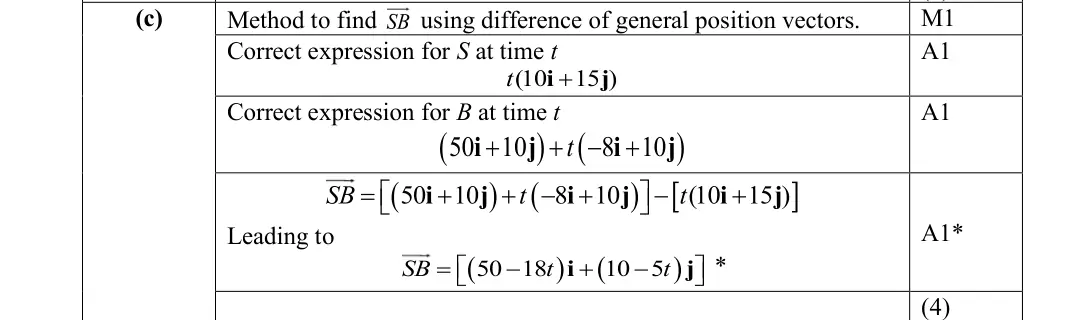 (c) Method to find $\overrightarrow{SB}$ using difference of general position vectors. M1
Correct expression for S at time t A1
t(10i + 15j)
Correct expression for B at time t A1
(50i + 10j) + t(−8i + 10j)
$\overrightarrow{SB}$ = [(50i + 10j) + t(−8i + 10j)] − [t(10i + 15j)]
Leading to A1*
$\overrightarrow{SB}$ = [(50 − 18t)i + (10 − 5t)j] *
(4)